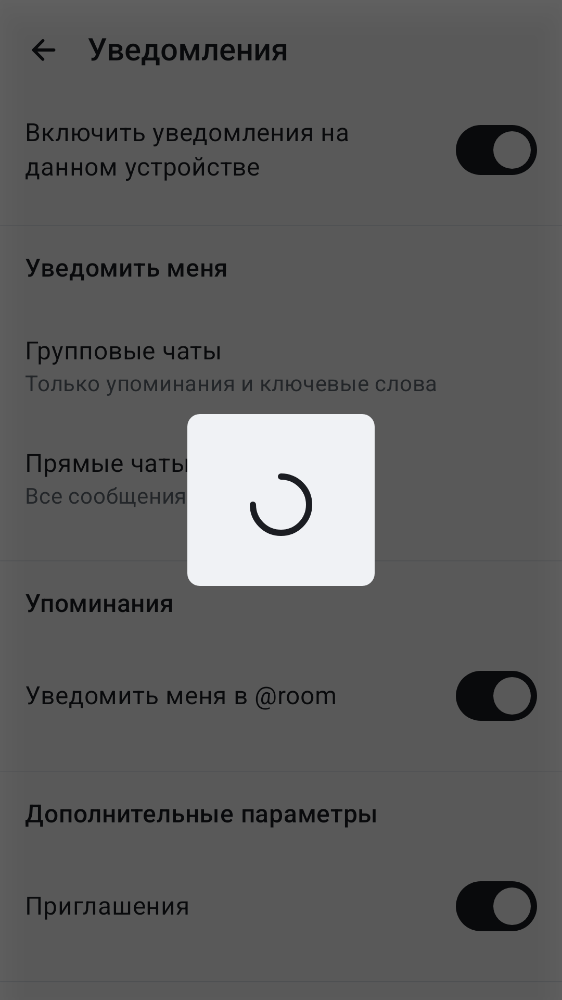 Уведомления
Включить уведомления на
данном устройстве
Уведомить меня
Групповые чаты
Только упоминания и ключевые слова
Прямые чаты
Все сообщения
Упоминания
Уведомить меня в @room
Дополнительные параметры
Приглашения